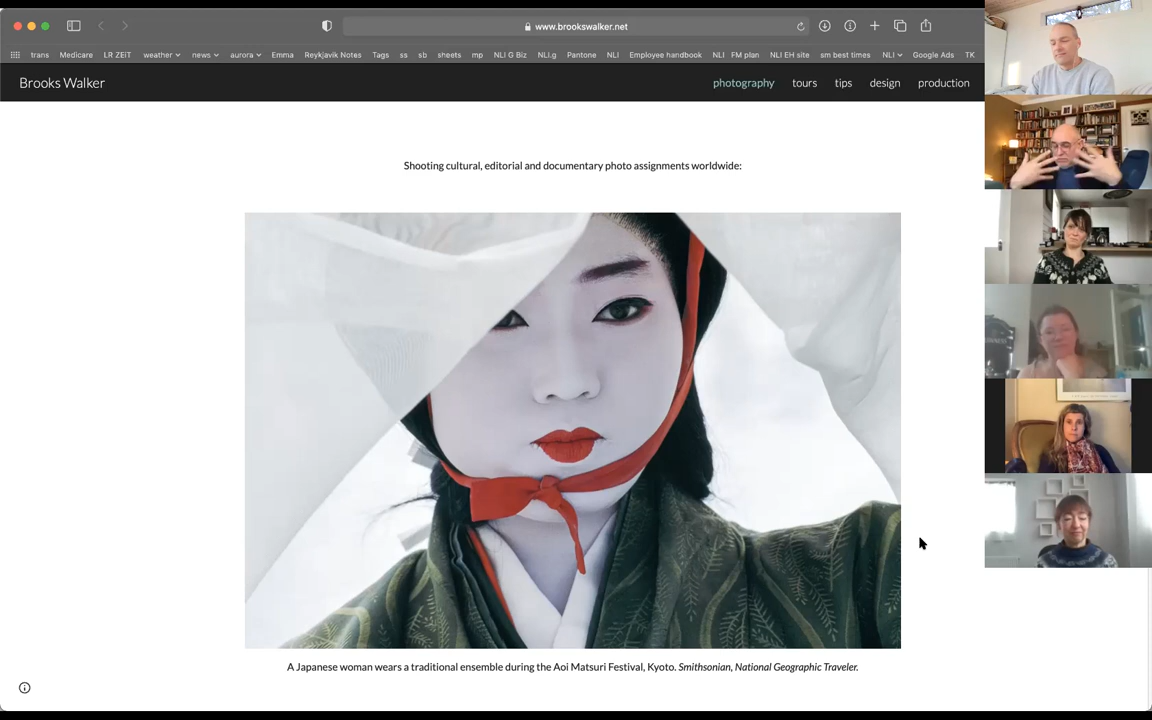 www.brookswalker.net
trans Medicare LR ZEIT weather news aurora Emma Reykjavik Notes Tags ss sb sheets mp NLI G Biz NLI.g Pantone NLI Employee handbook NLI FM plan NLI EH site sm best times NLI Google Ads TK
Brooks Walker photography tours tips design production
Shooting cultural, editorial and documentary photo assignments worldwide:
A Japanese woman wears a traditional ensemble during the Aoi Matsuri Festival, Kyoto. Smithsonian, National Geographic Traveler.